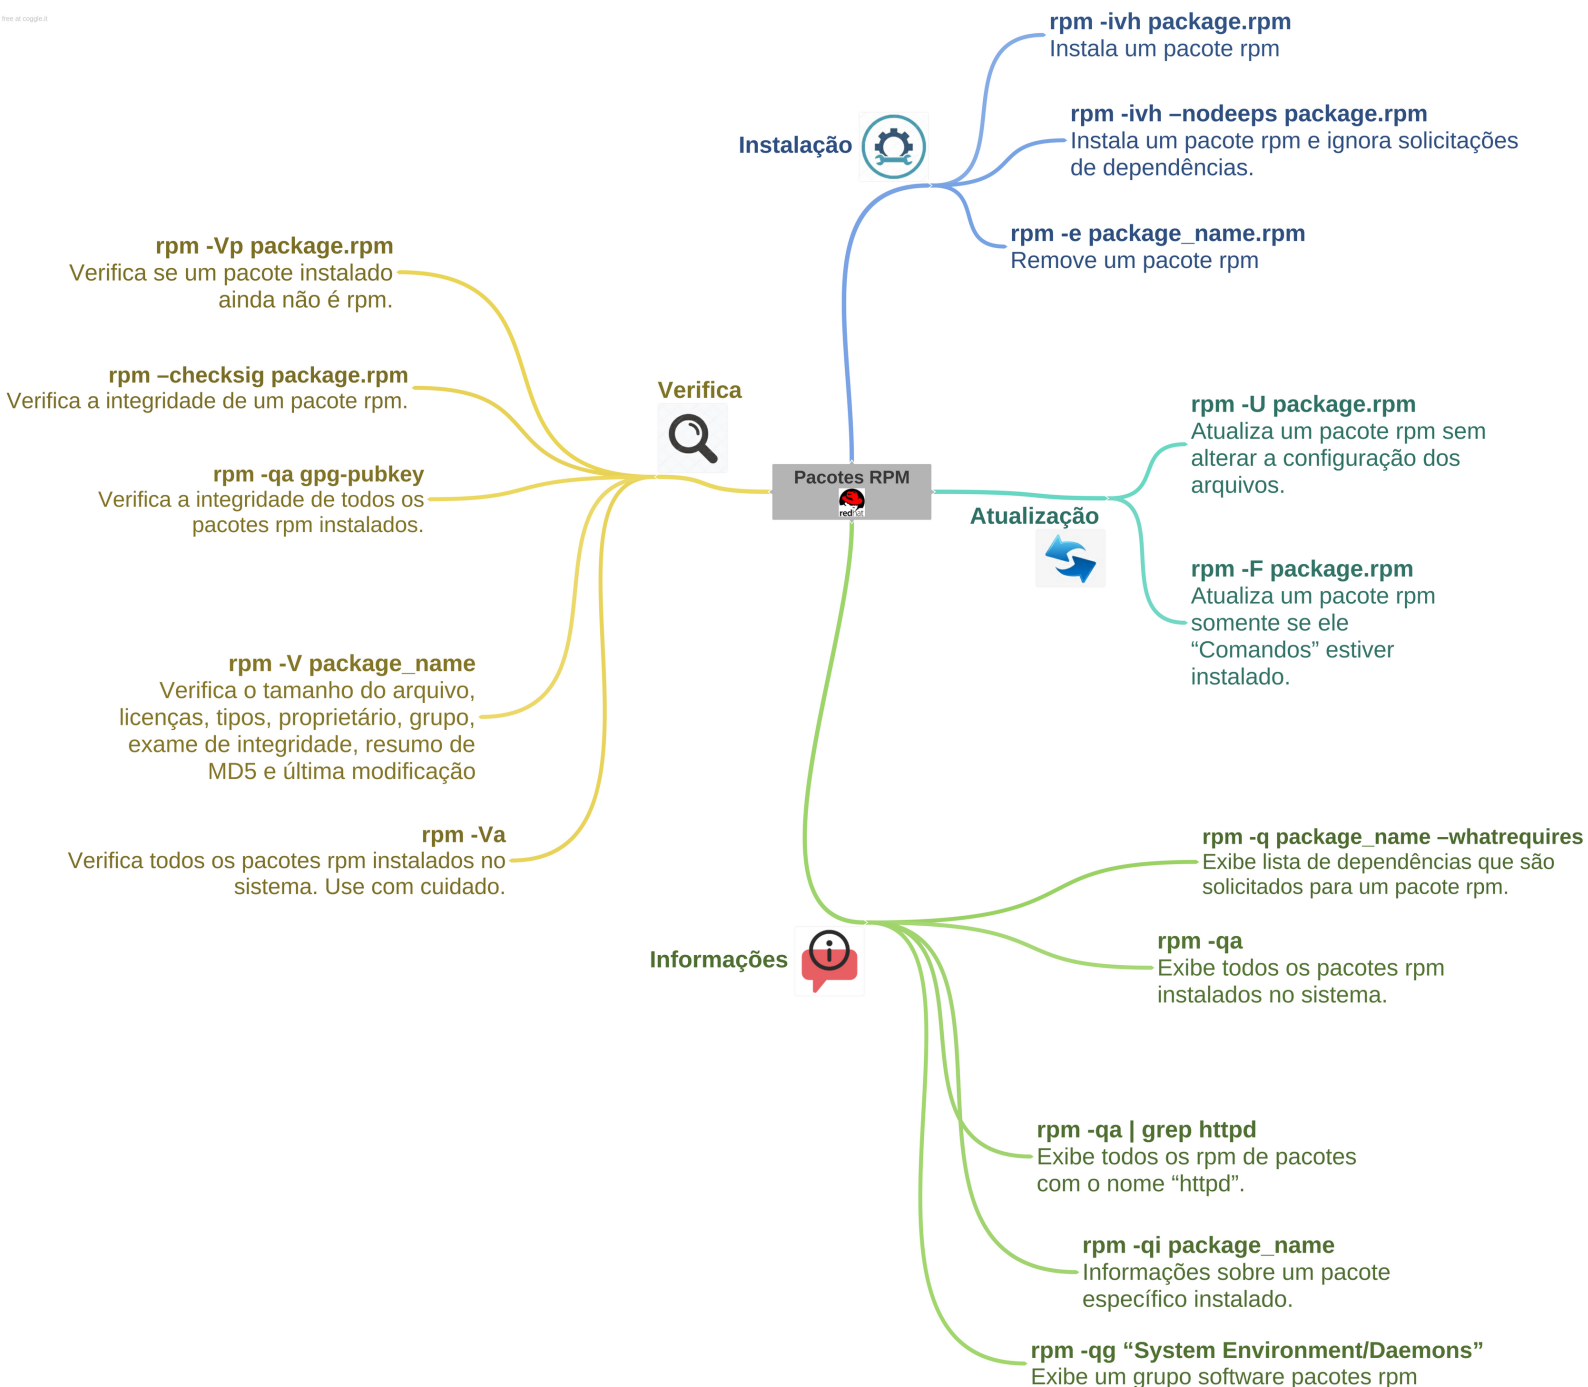 free at coggle.it
rpm -ivh package.rpm
Instala um pacote rpm
rpm -ivh –nodeeps package.rpm
Instala um pacote rpm e ignora solicitações
de dependências.
Instalação
rpm -e package_name.rpm
Remove um pacote rpm
rpm -Vp package.rpm
Verifica se um pacote instalado
ainda não é rpm.
rpm –checksig package.rpm
Verifica a integridade de um pacote rpm.
Verifica
rpm -qa gpg-pubkey
Verifica a integridade de todos os
pacotes rpm instalados.
rpm -V package_name
Verifica o tamanho do arquivo,
licenças, tipos, proprietário, grupo,
exame de integridade, resumo de
MD5 e última modificação
rpm -Va
Verifica todos os pacotes rpm instalados no
sistema. Use com cuidado.
Pacotes RPM
redhat
Atualização
rpm -U package.rpm
Atualiza um pacote rpm sem
alterar a configuração dos
arquivos.
rpm -F package.rpm
Atualiza um pacote rpm
somente se ele
“Comandos” estiver
instalado.
Informações
rpm -q package_name –whatrequires
Exibe lista de dependências que são
solicitados para um pacote rpm.
rpm -qa
Exibe todos os pacotes rpm
instalados no sistema.
rpm -qa | grep httpd
Exibe todos os rpm de pacotes
com o nome “httpd”.
rpm -qi package_name
Informações sobre um pacote
específico instalado.
rpm -qg “System Environment/Daemons”
Exibe um grupo software pacotes rpm